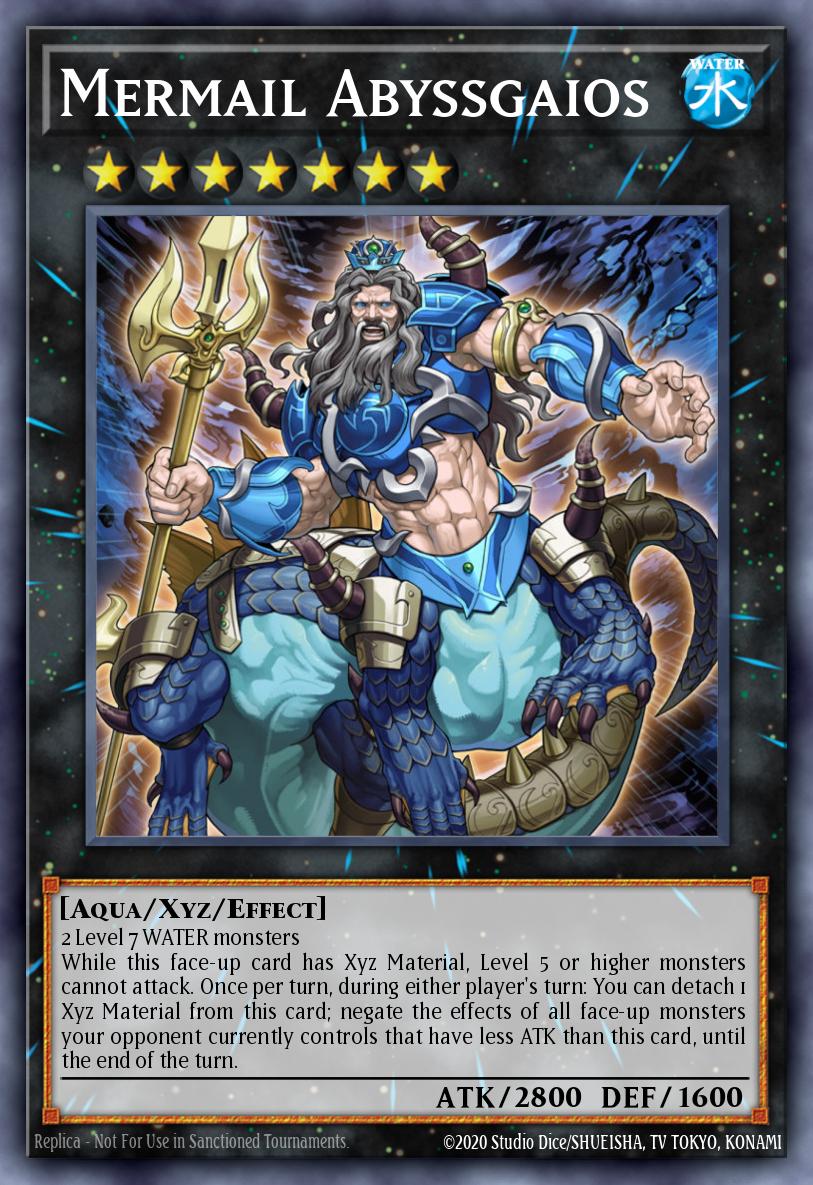 Mermail Abyssgaios
WATER
水
[Aqua/Xyz/Effect]
2 Level 7 WATER monsters
While this face-up card has Xyz Material, Level 5 or higher monsters
cannot attack. Once per turn, during either player's turn: You can detach 1
Xyz Material from this card; negate the effects of all face-up monsters
your opponent currently controls that have less ATK than this card, until
the end of the turn.
ATK/2800 DEF/1600
Replica - Not For Use in Sanctioned Tournaments.
©2020 Studio Dice/SHUEISHA, TV TOKYO, KONAMI